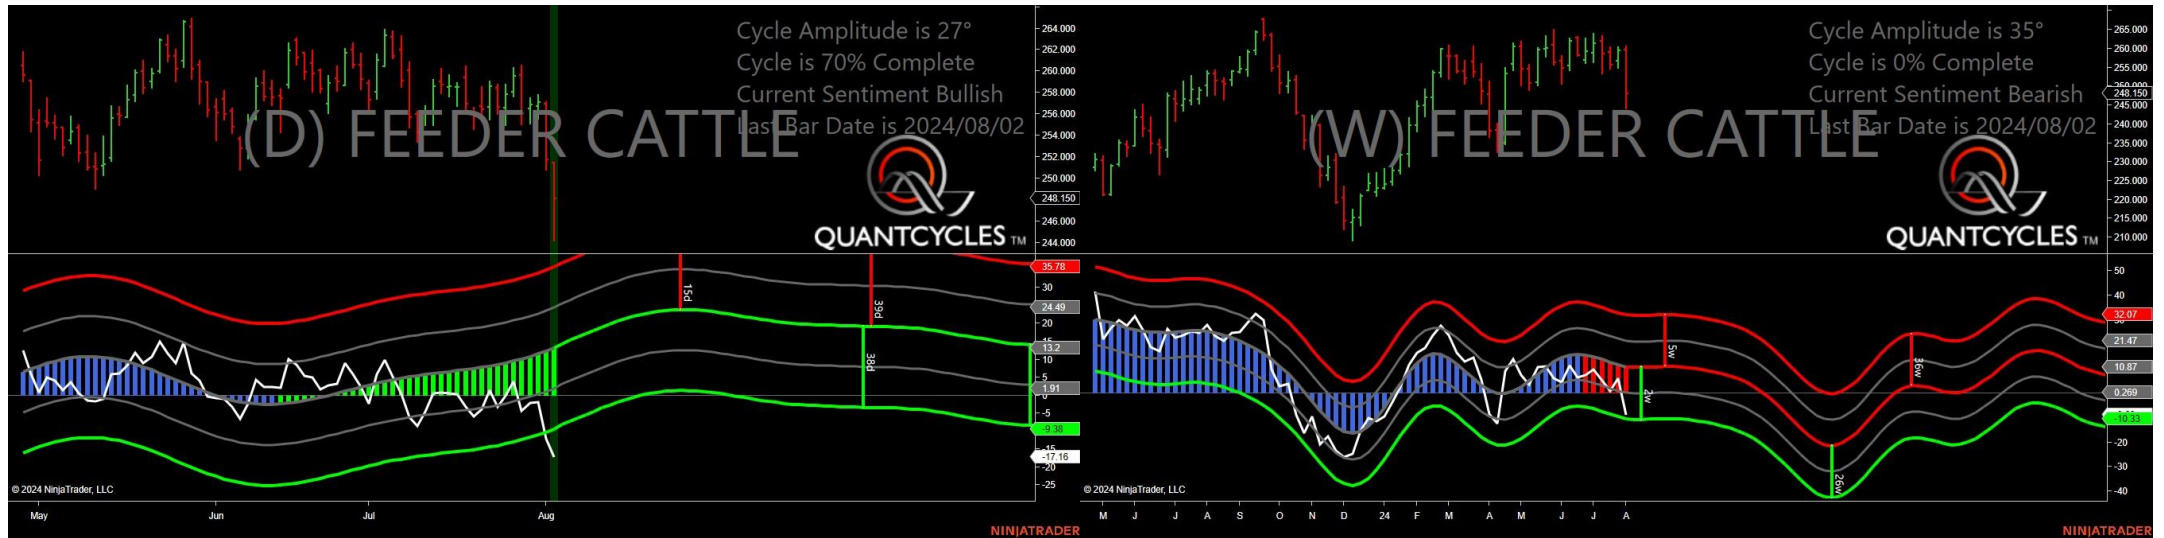 Cycle Amplitude is 27°
Cycle is 70% Complete
Current Sentiment Bullish
Last Bar Date is 2024/08/02
(D) FEEDER CATTLE
QUANTCYCLES TM
264.000
262.000
260.000
258.000
256.000
254.000
252.000
250.000
248.150
246.000
244.000
35.78
30
24.49
20
15
13.2
10
5
1.91
0
-5
-9.38
-15
-17.16
-20
-25
15d
39d
38d
© 2024 NinjaTrader, LLC
May
Jun
Jul
Aug
NINJATRADER
Cycle Amplitude is 35°
Cycle is 0% Complete
Current Sentiment Bearish
Last Bar Date is 2024/08/02
(W) FEEDER CATTLE
QUANTCYCLES TM
265.000
260.000
255.000
250.000
248.150
245.000
240.000
235.000
230.000
225.000
220.000
215.000
210.000
50
40
32.07
21.47
10.87
0.269
-10.33
-20
-30
-40
5w
2w
36w
26w
© 2024 NinjaTrader, LLC
M J J A S O N D 24 F M A M J J A
NINJATRADER